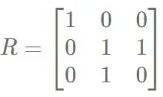 R = [1 0 0
0 1 1
0 1 0]